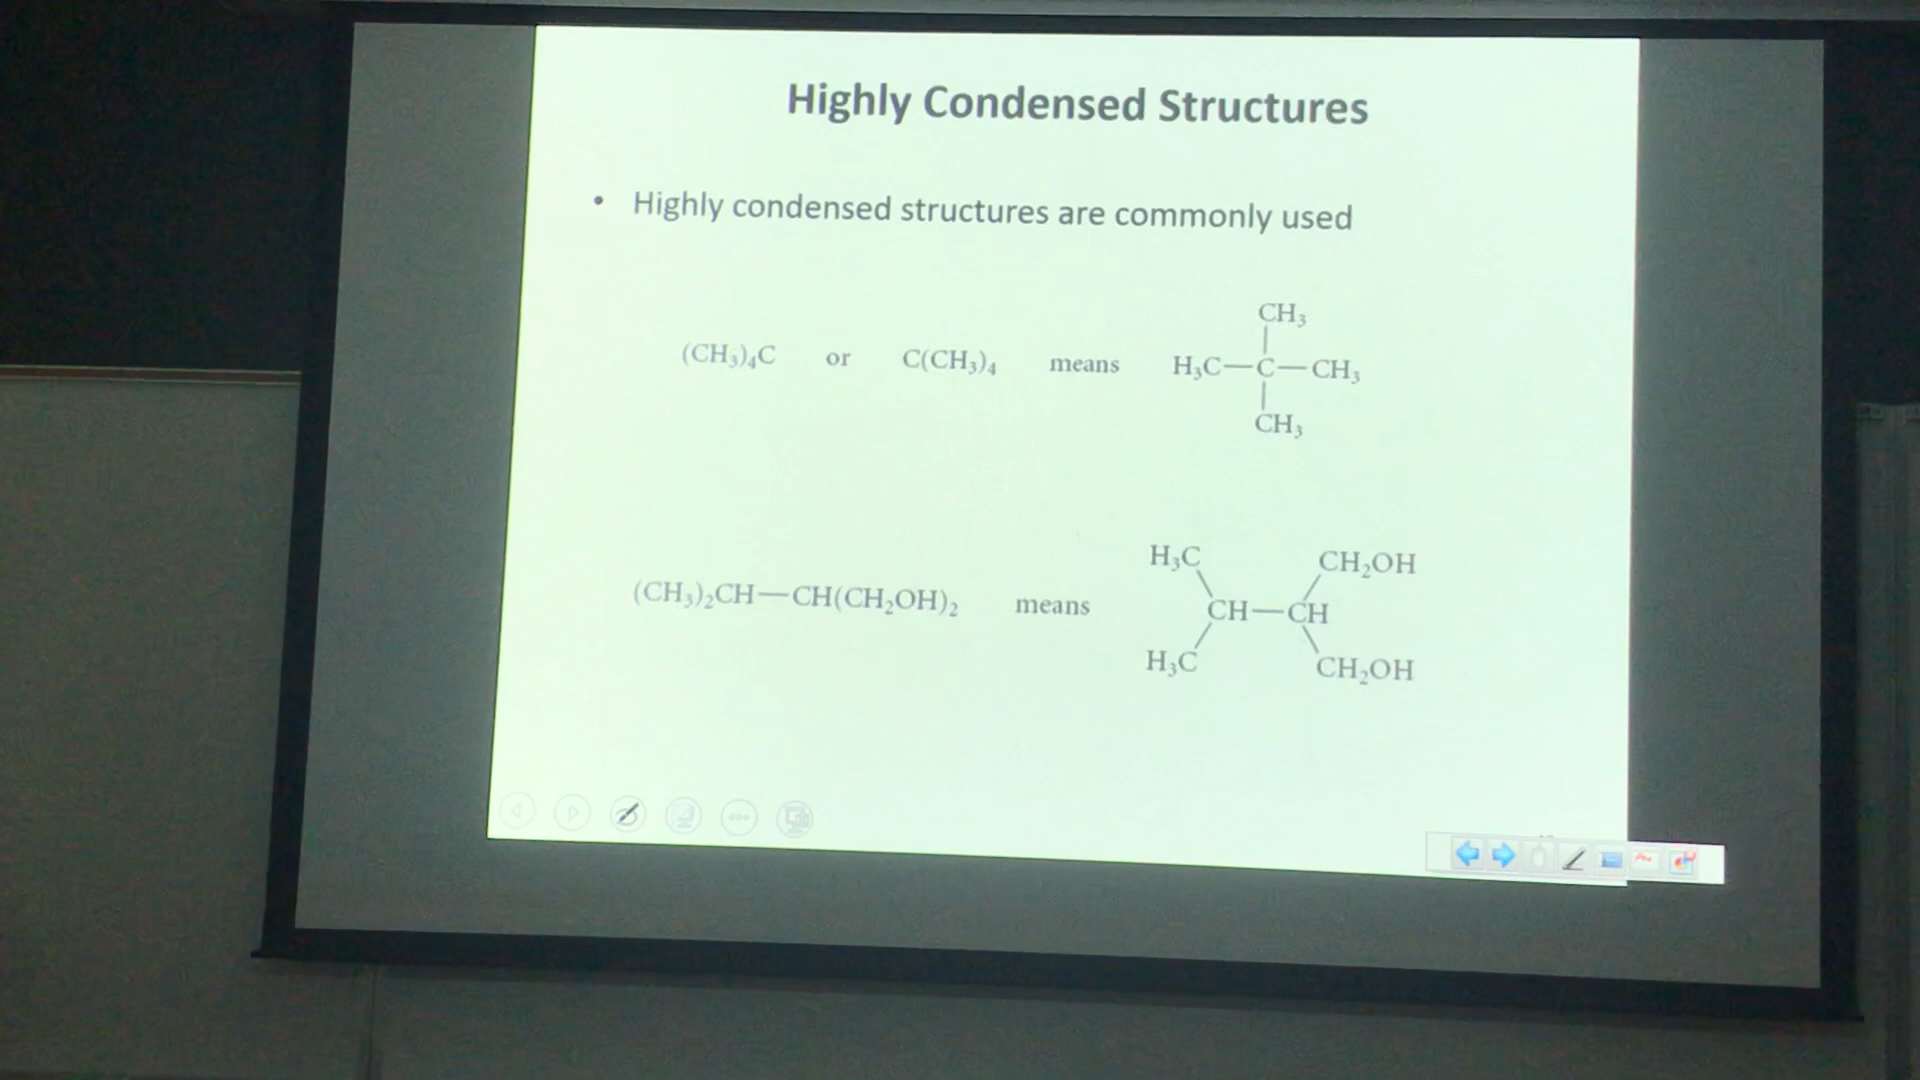 Highly Condensed Structures
• Highly condensed structures are commonly used
CH₃
(CH₃)₄C or C(CH₃)₄ means H₃C—C—CH₃
CH₃
H₃C CH₂OH
(CH₃)₂CH—CH(CH₂OH)₂ means CH—CH
H₃C CH₂OH